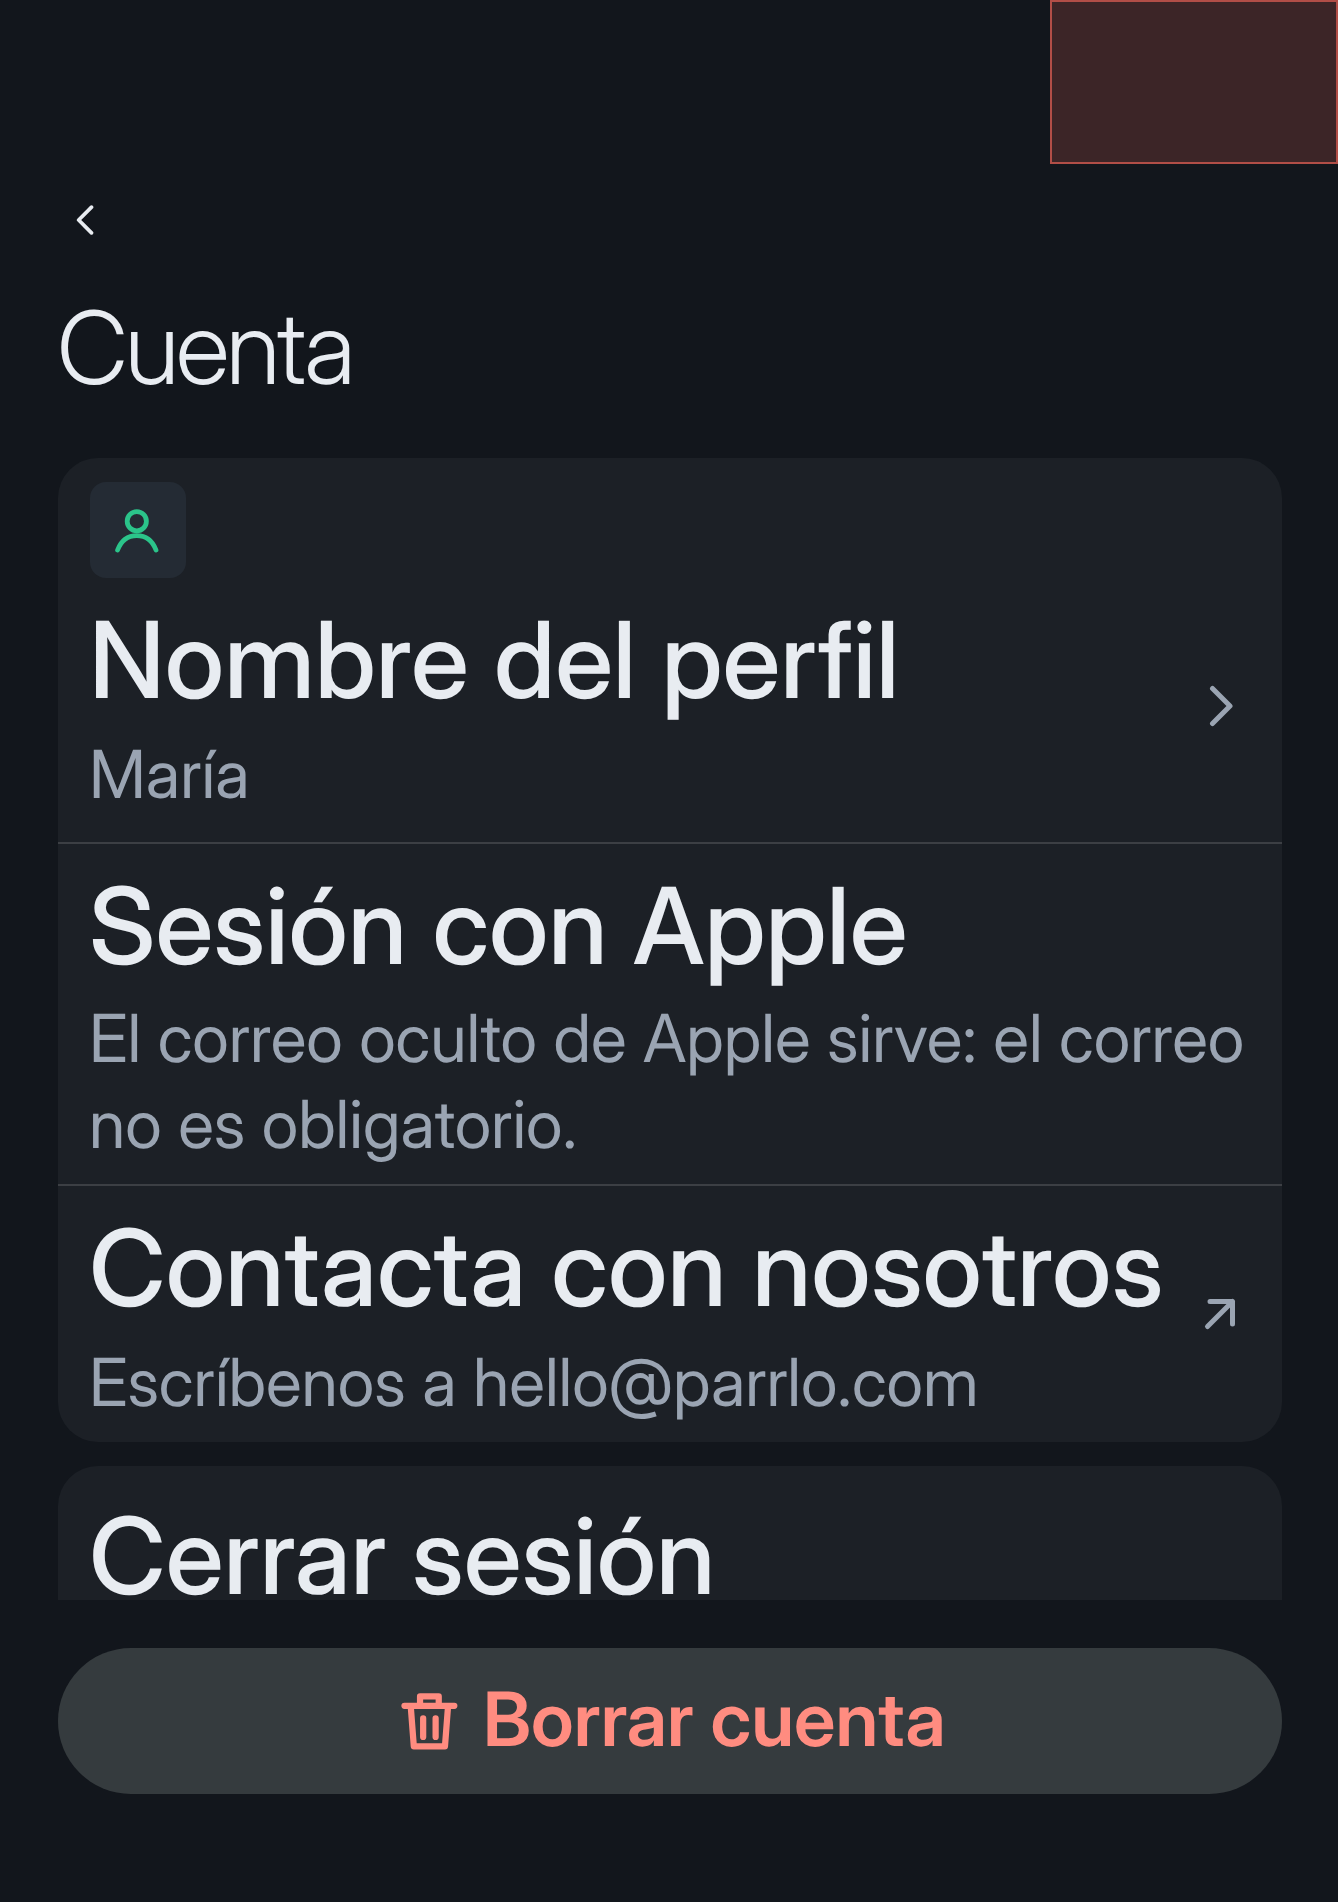 Cuenta
Nombre del perfil
María
Sesión con Apple
El correo oculto de Apple sirve: el correo
no es obligatorio.
Contacta con nosotros
Escríbenos a hello@parrlo.com
Cerrar sesión
Borrar cuenta